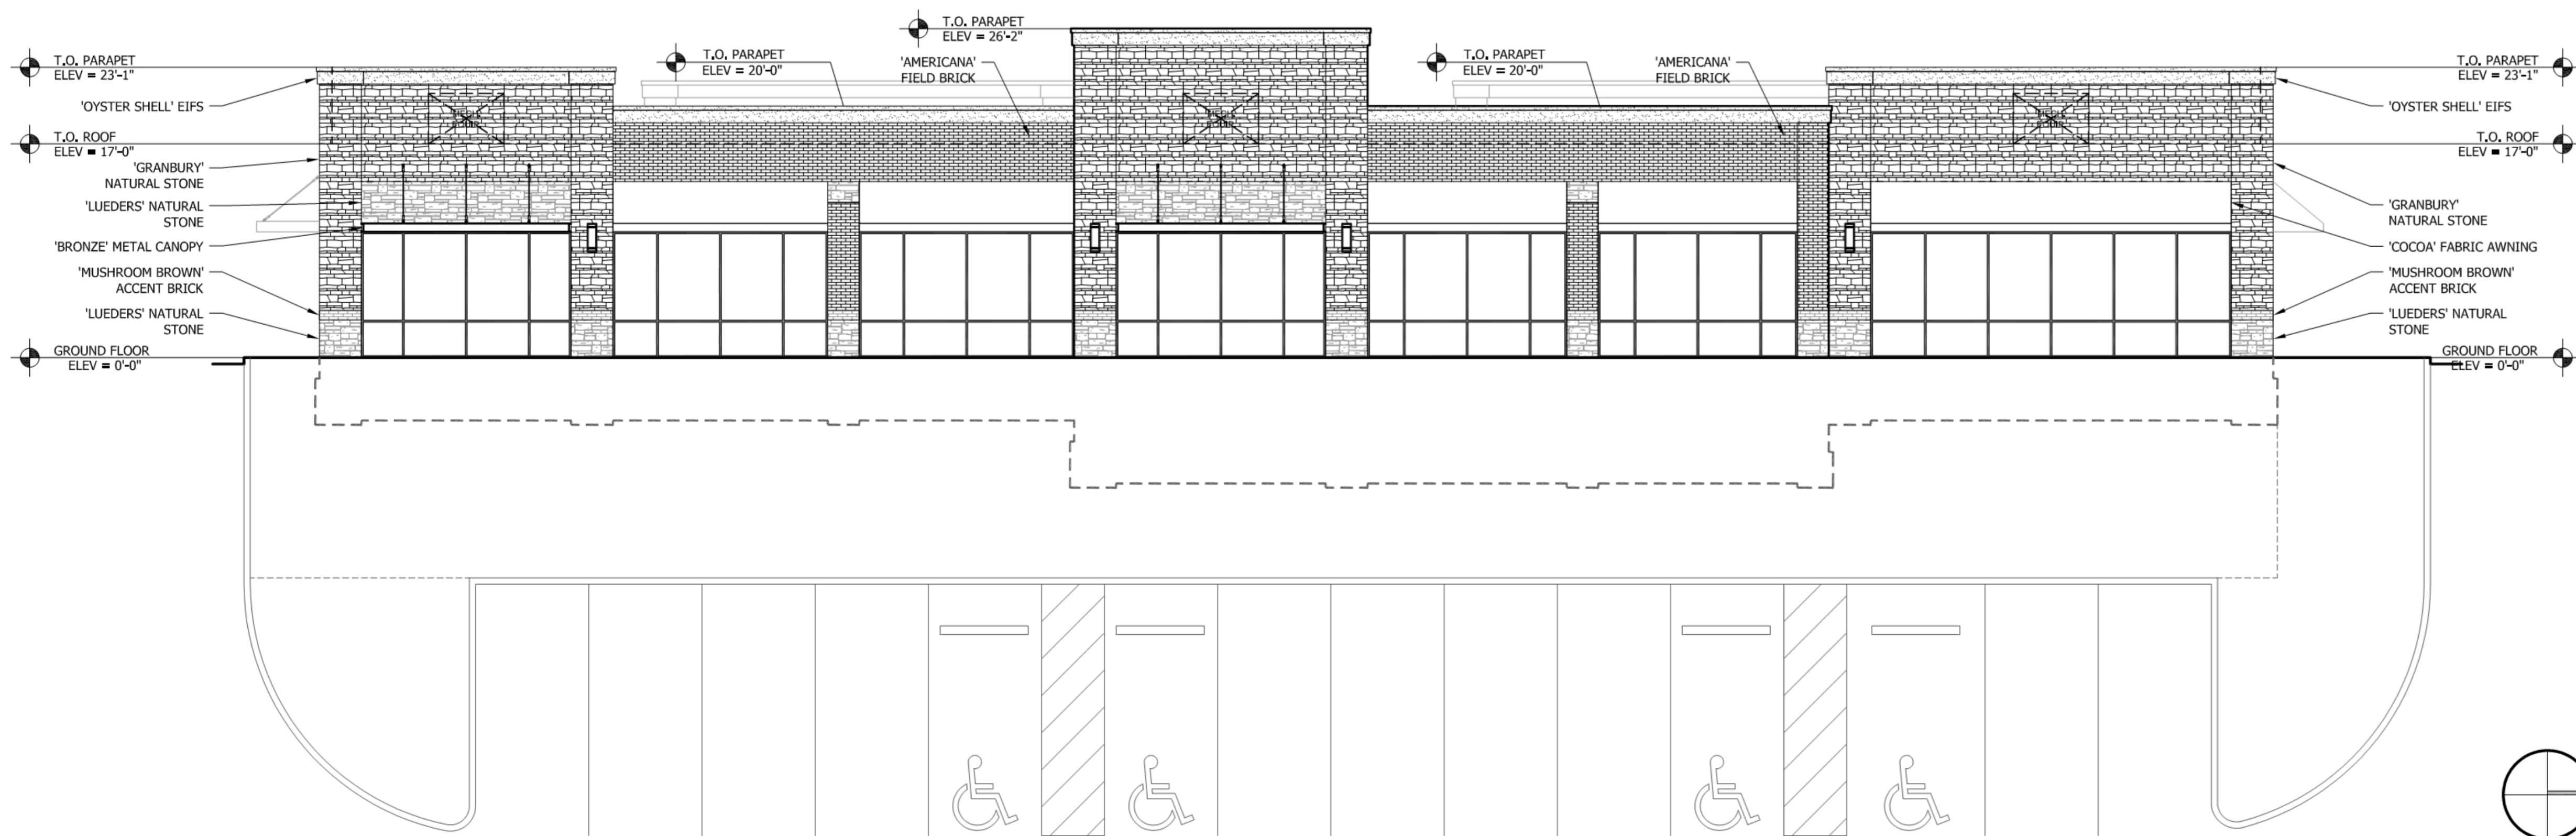 T.O. PARAPET
ELEV = 26'-2"
T.O. PARAPET
ELEV = 23'-1"
T.O. PARAPET
ELEV = 20'-0"
'AMERICANA'
FIELD BRICK
T.O. PARAPET
ELEV = 20'-0"
'AMERICANA'
FIELD BRICK
T.O. PARAPET
ELEV = 23'-1"
'OYSTER SHELL' EIFS
T.O. ROOF
ELEV = 17'-0"
'GRANBURY'
NATURAL STONE
'LUEDERS' NATURAL
STONE
'BRONZE' METAL CANOPY
'MUSHROOM BROWN'
ACCENT BRICK
'LUEDERS' NATURAL
STONE
GROUND FLOOR
ELEV = 0'-0"
'OYSTER SHELL' EIFS
T.O. ROOF
ELEV = 17'-0"
'GRANBURY'
NATURAL STONE
'COCOA' FABRIC AWNING
'MUSHROOM BROWN'
ACCENT BRICK
'LUEDERS' NATURAL
STONE
GROUND FLOOR
ELEV = 0'-0"